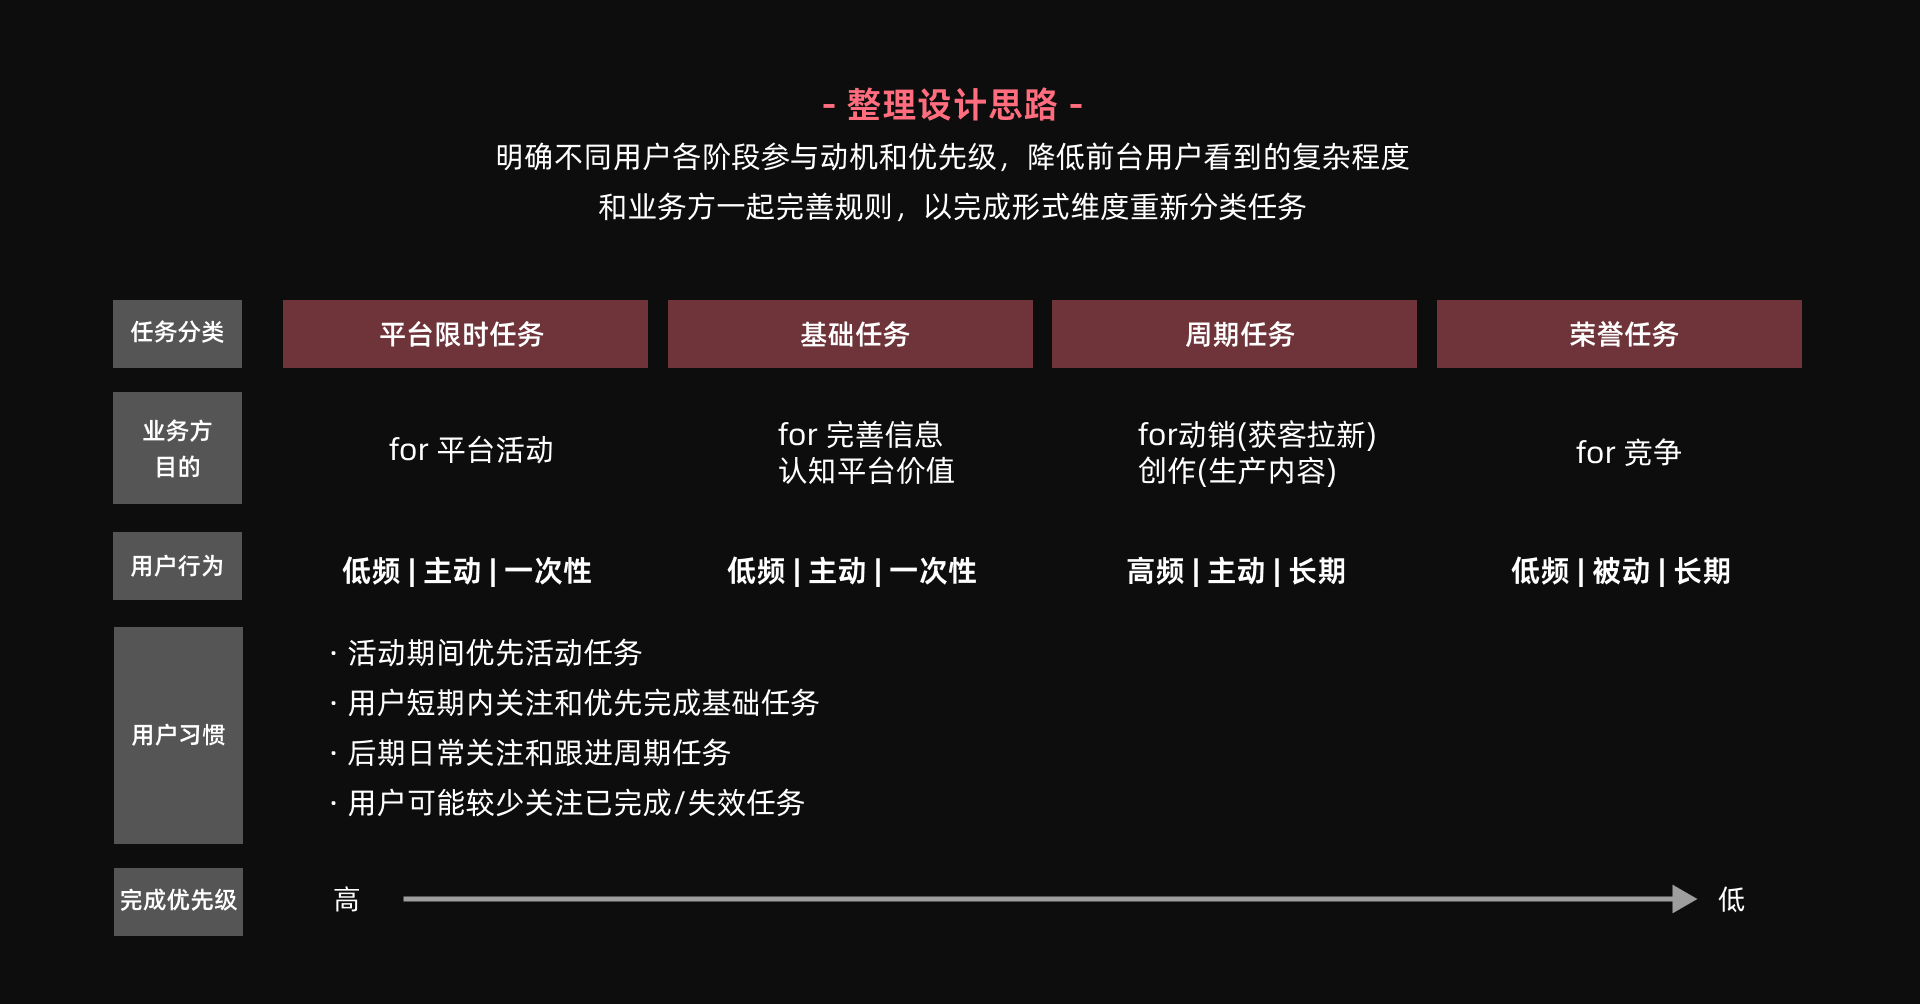 - 整理设计思路 -
明确不同用户各阶段参与动机和优先级，降低前台用户看到的复杂程度
和业务方一起完善规则，以完成形式维度重新分类任务
任务分类
平台限时任务
基础任务
周期任务
荣誉任务
业务方
目的
for 平台活动
for 完善信息
认知平台价值
for动销(获客拉新)
创作(生产内容)
for 竞争
用户行为
低频 | 主动 | 一次性
低频 | 主动 | 一次性
高频 | 主动 | 长期
低频 | 被动 | 长期
用户习惯
· 活动期间优先活动任务
· 用户短期内关注和优先完成基础任务
· 后期日常关注和跟进周期任务
· 用户可能较少关注已完成/失效任务
完成优先级
高
低